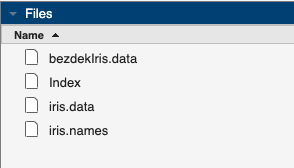 Files
Name
bezdekIris.data
Index
iris.data
iris.names